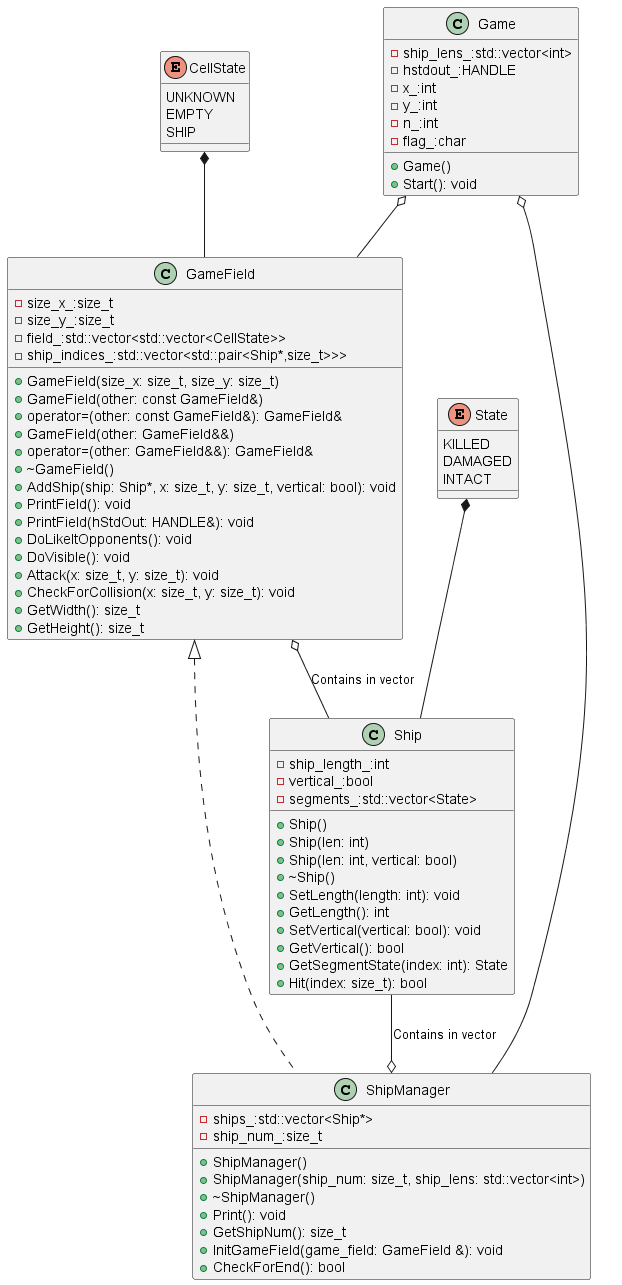 C Game
ship_lens_:std::vector<int>
hstdout_:HANDLE
x_:int
y_:int
n_:int
flag_:char
Game()
Start(): void
E CellState
UNKNOWN
EMPTY
SHIP
C GameField
size_x_:size_t
size_y_:size_t
field_:std::vector<std::vector<CellState>>
ship_indices_:std::vector<std::pair<Ship*,size_t>>>
GameField(size_x: size_t, size_y: size_t)
GameField(other: const GameField&)
operator=(other: const GameField&): GameField&
GameField(other: GameField&&)
operator=(other: GameField&&): GameField&
~GameField()
AddShip(ship: Ship*, x: size_t, y: size_t, vertical: bool): void
PrintField(): void
PrintField(hStdOut: HANDLE&): void
DoLikeItOpponents(): void
DoVisible(): void
Attack(x: size_t, y: size_t): void
CheckForCollision(x: size_t, y: size_t): void
GetWidth(): size_t
GetHeight(): size_t
E State
KILLED
DAMAGED
INTACT
Contains in vector
C Ship
ship_length_:int
vertical_:bool
segments_:std::vector<State>
Ship()
Ship(len: int)
Ship(len: int, vertical: bool)
~Ship()
SetLength(length: int): void
GetLength(): int
SetVertical(vertical: bool): void
GetVertical(): bool
GetSegmentState(index: int): State
Hit(index: size_t): bool
Contains in vector
C ShipManager
ships_:std::vector<Ship*>
ship_num_:size_t
ShipManager()
ShipManager(ship_num: size_t, ship_lens: std::vector<int>)
~ShipManager()
Print(): void
GetShipNum(): size_t
InitGameField(game_field: GameField &): void
CheckForEnd(): bool